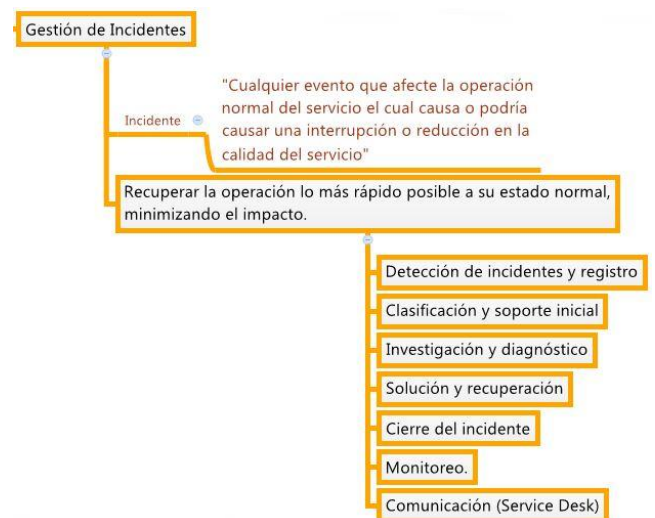 Gestión de Incidentes
"Cualquier evento que afecte la operación
normal del servicio el cual causa o podría
Incidente
causar una interrupción o reducción en la
calidad del servicio"
Recuperar la operación lo más rápido posible a su estado normal,
minimizando el impacto.
Detección de incidentes y registro
Clasificación y soporte inicial
Investigación y diagnóstico
Solución y recuperación
Cierre del incidente
Monitoreo.
Comunicación (Service Desk)